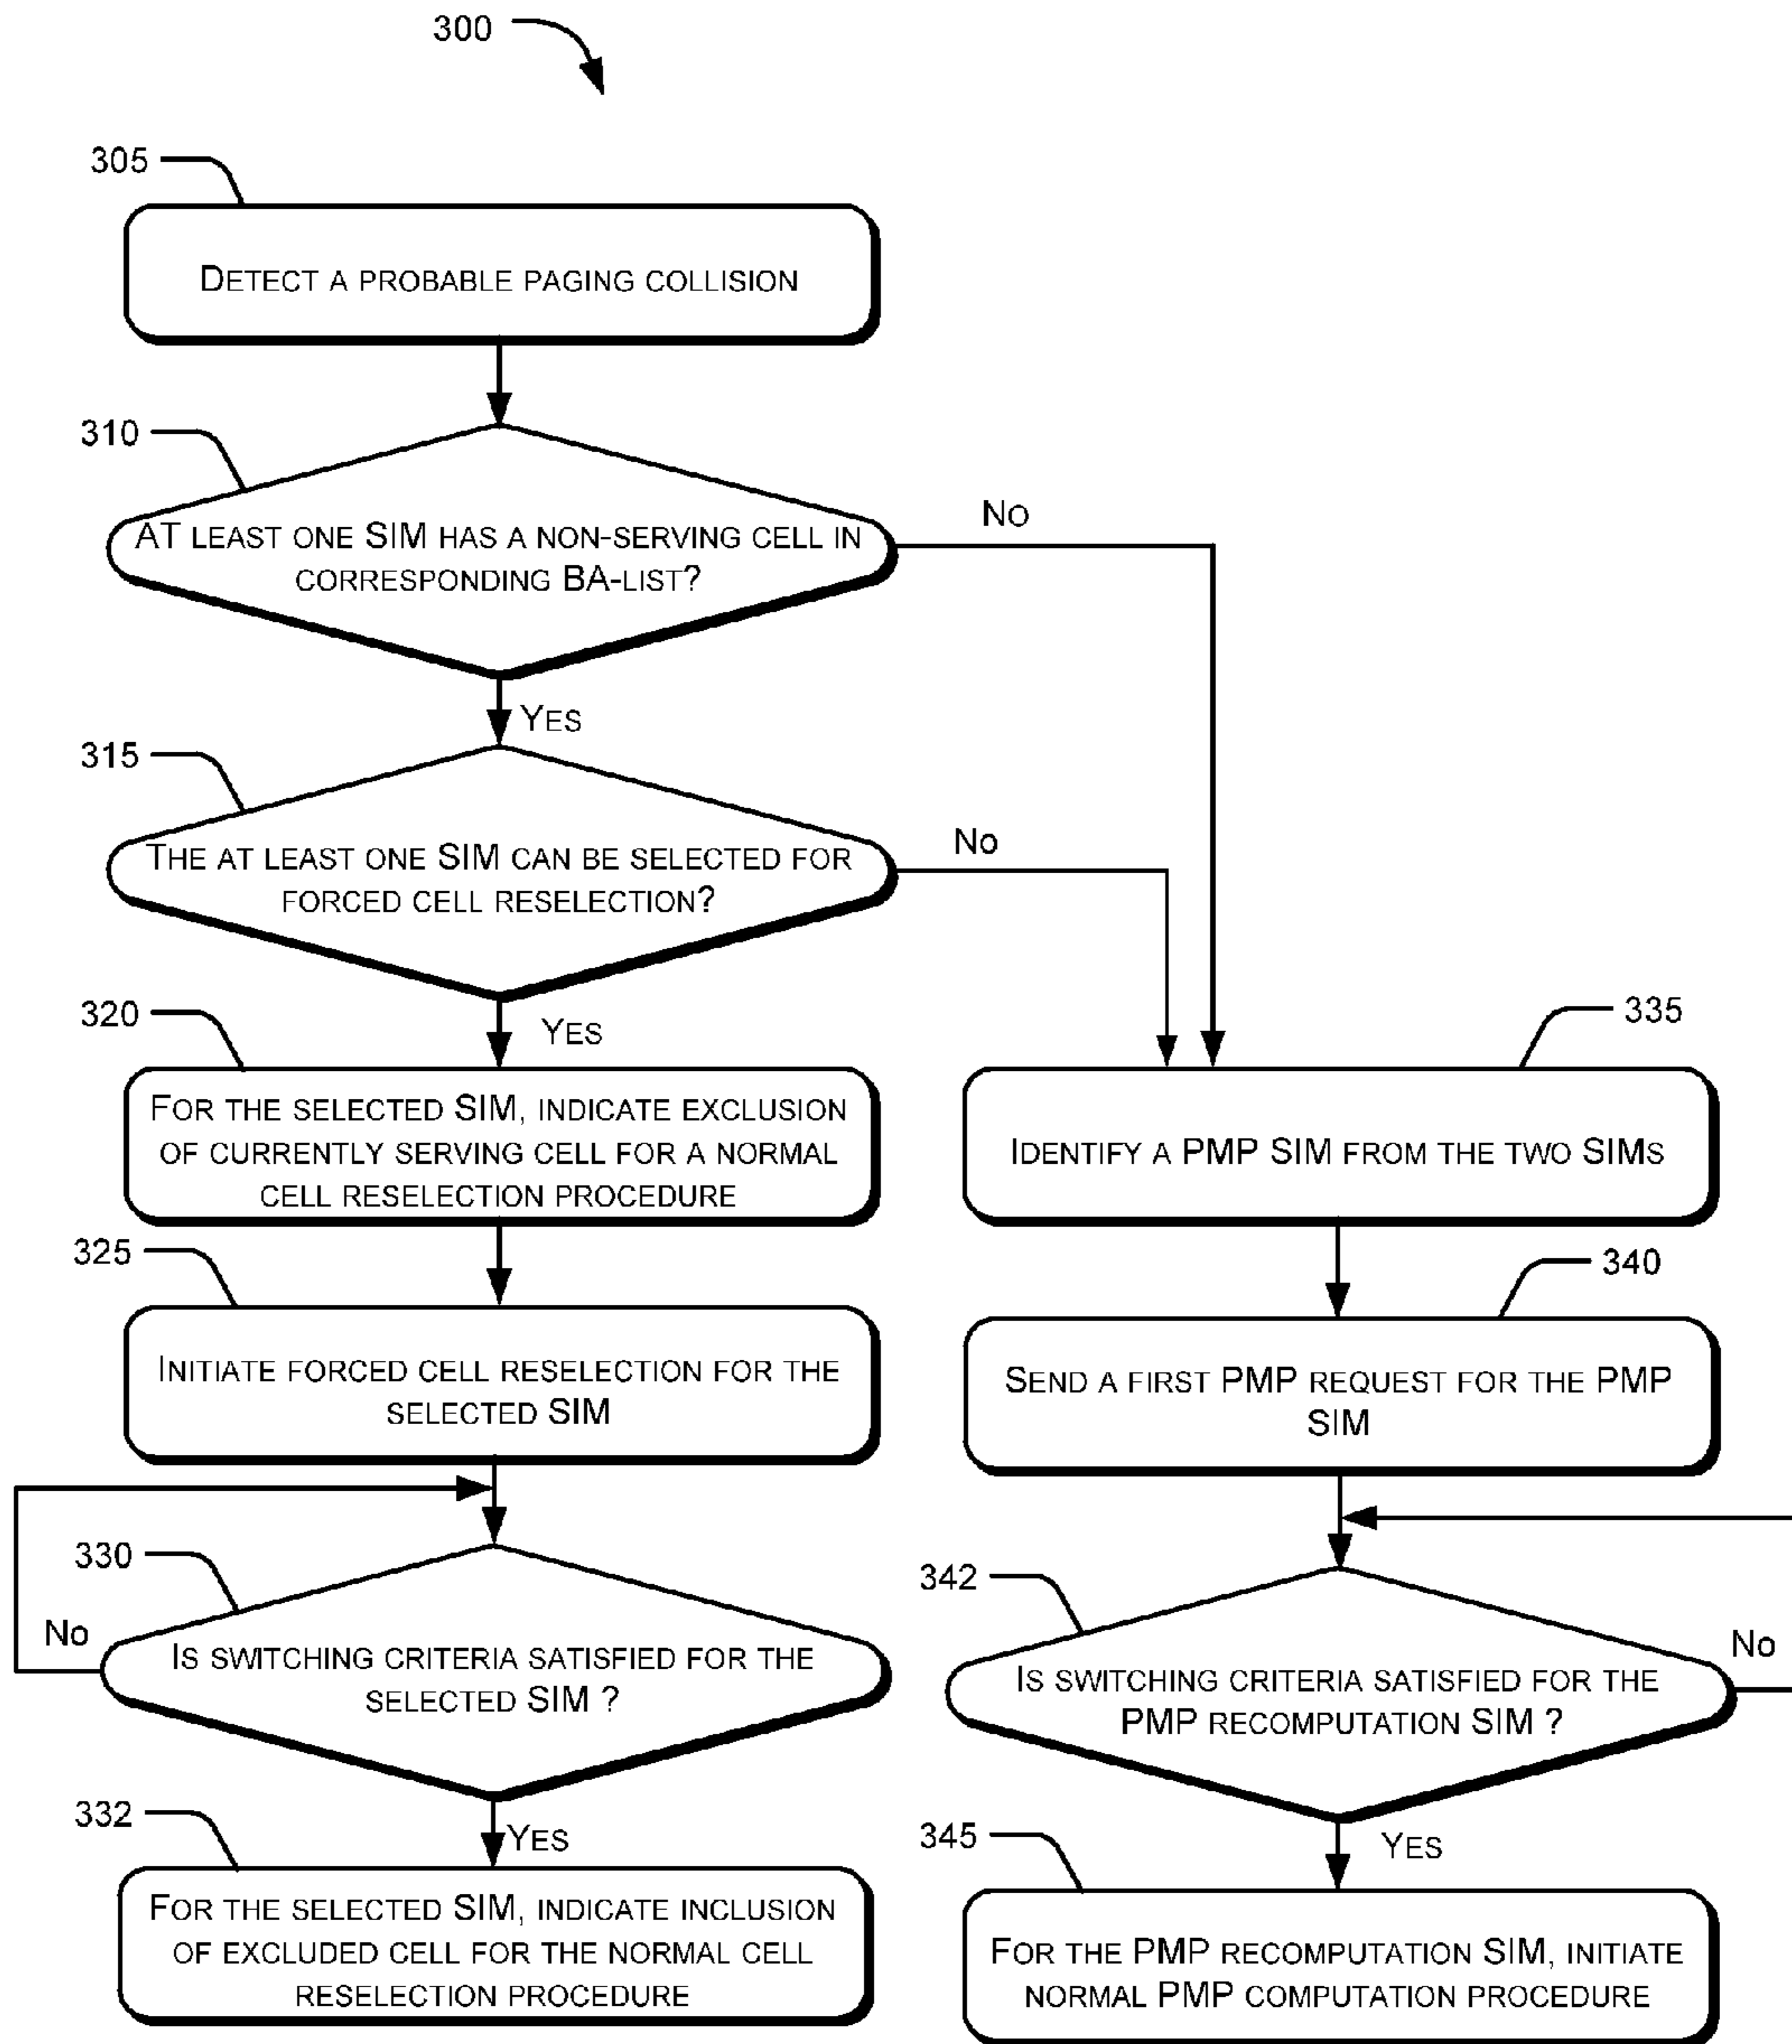 300
305
Detect a probable paging collision
310
At least one SIM has a non-serving cell in
corresponding BA-list?
No
Yes
315
The at least one SIM can be selected for
forced cell reselection?
No
Yes
320
For the selected SIM, indicate exclusion
of currently serving cell for a normal
cell reselection procedure
325
Initiate forced cell reselection for the
selected SIM
330
No
Is switching criteria satisfied for the
selected SIM ?
Yes
332
For the selected SIM, indicate inclusion
of excluded cell for the normal cell
reselection procedure
335
Identify a PMP SIM from the two SIMs
340
Send a first PMP request for the PMP
SIM
342
No
Is switching criteria satisfied for the
PMP recomputation SIM ?
Yes
345
For the PMP recomputation SIM, initiate
normal PMP computation procedure